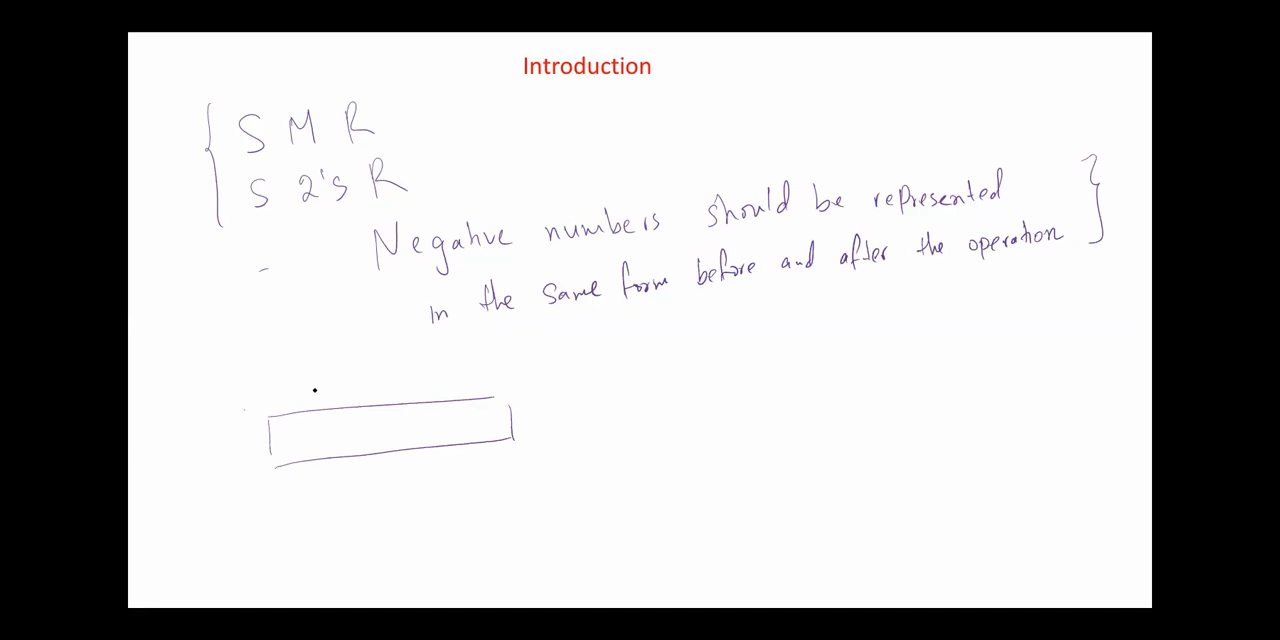 Introduction
S M R
S 2's R
Negative numbers should be represented
in the same form before and after the operation